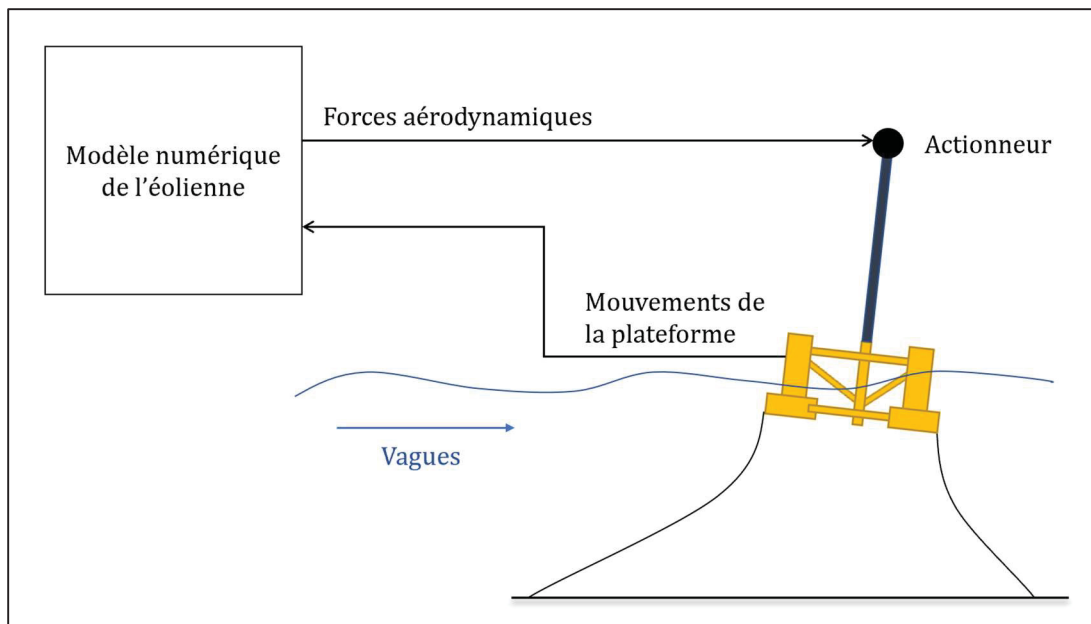 Forces aérodynamiques
Modèle numérique
de l'éolienne
Actionneur
Mouvements de
la plateforme
Vagues